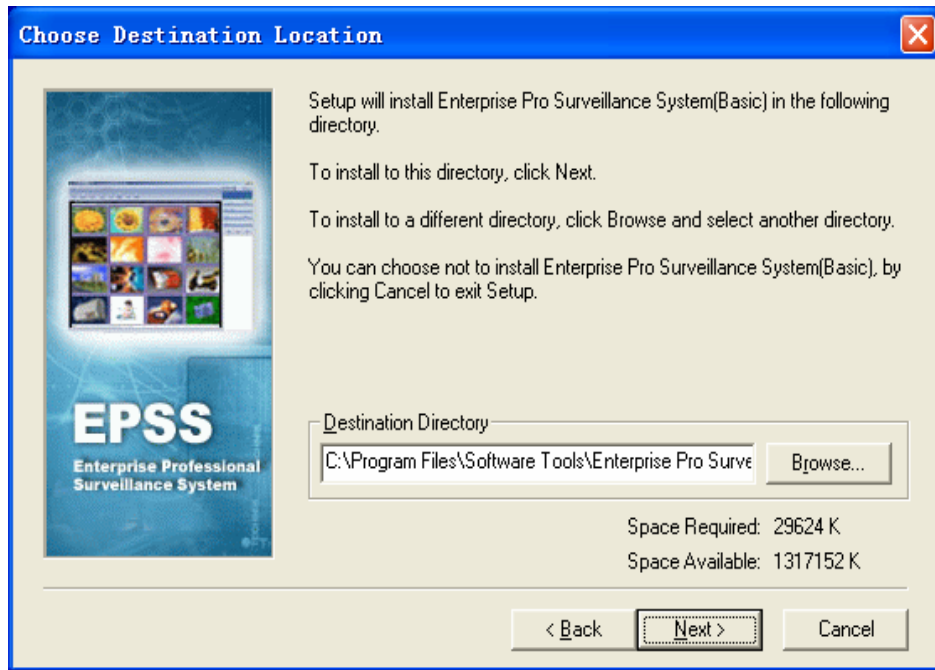 Choose Destination Location
Setup will install Enterprise Pro Surveillance System(Basic) in the following
directory.
To install to this directory, click Next.
To install to a different directory, click Browse and select another directory.
You can choose not to install Enterprise Pro Surveillance System(Basic), by
clicking Cancel to exit Setup.
EPSS
Enterprise Professional
Surveillance System
Destination Directory
C:\Program Files\Software Tools\Enterprise Pro Surve
Browse...
Space Required: 29624 K
Space Available: 1317152 K
< Back
Next >
Cancel